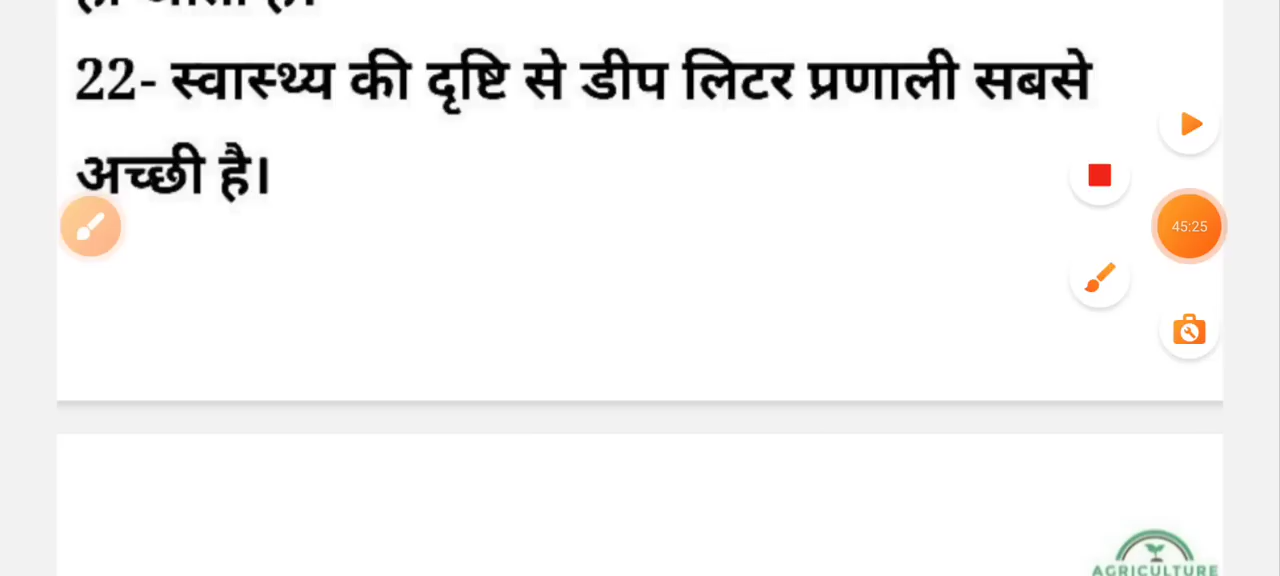 22- स्वास्थ्य की दृष्टि से डीप लिटर प्रणाली सबसे
अच्छी है।
45:25
AGRICULTURE